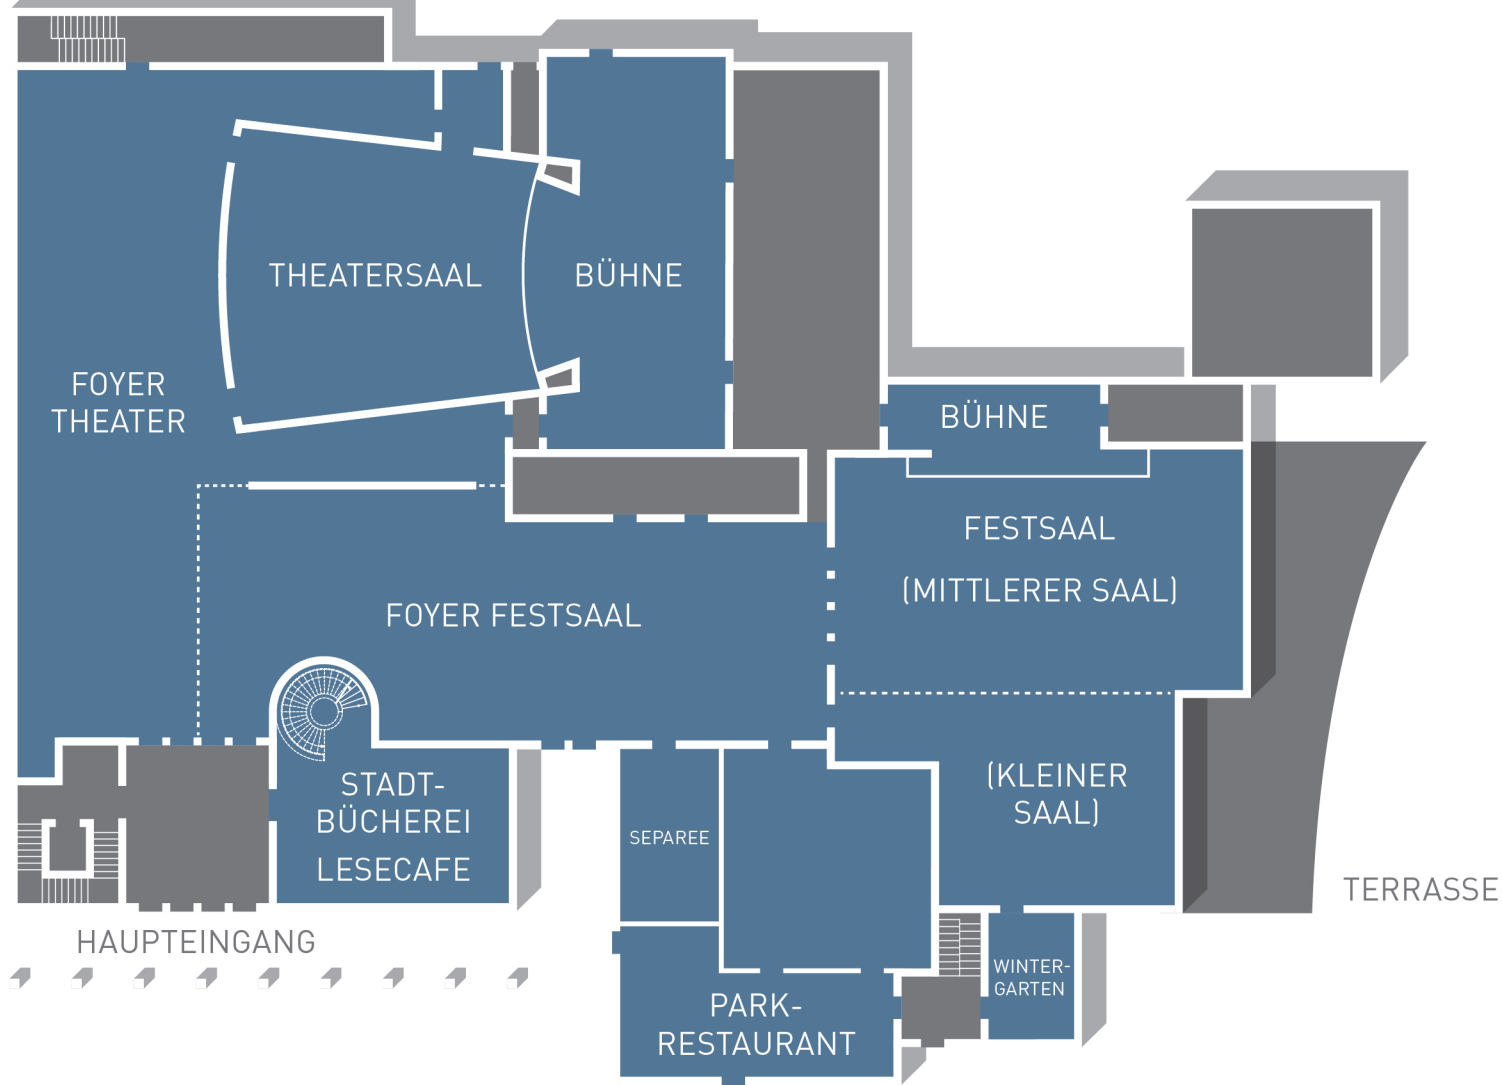 THEATERSAAL
BÜHNE
FOYER
THEATER
BÜHNE
FESTSAAL
(MITTLERER SAAL)
FOYER FESTSAAL
(KLEINER
SAAL)
STADT-
BÜCHEREI
LESECAFE
SEPAREE
TERRASSE
HAUPTEINGANG
WINTER-
GARTEN
PARK-
RESTAURANT